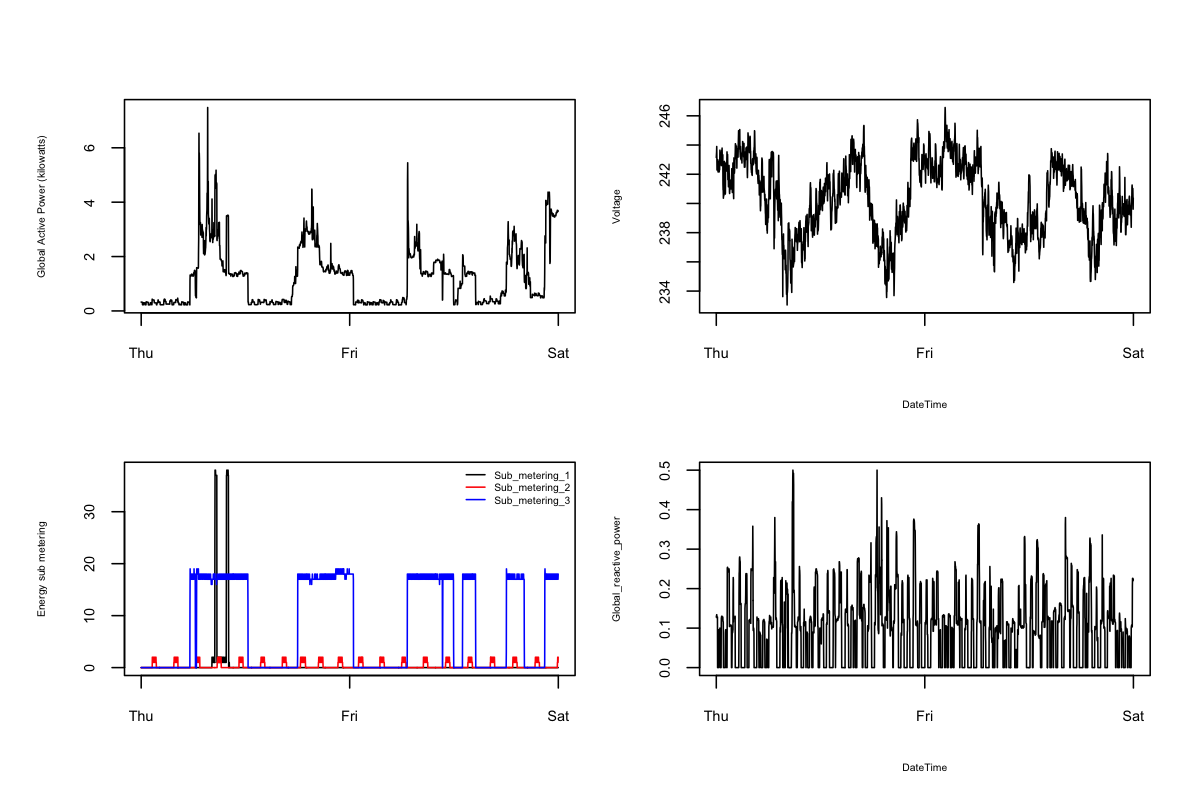 Global Active Power (kilowatts)
6
4
2
0
Thu
Fri
Sat
Voltage
246
242
238
234
Thu
Fri
Sat
DateTime
Energy sub metering
30
20
10
0
Sub_metering_1
Sub_metering_2
Sub_metering_3
Thu
Fri
Sat
Global_reactive_power
0.5
0.4
0.3
0.2
0.1
0.0
Thu
Fri
Sat
DateTime